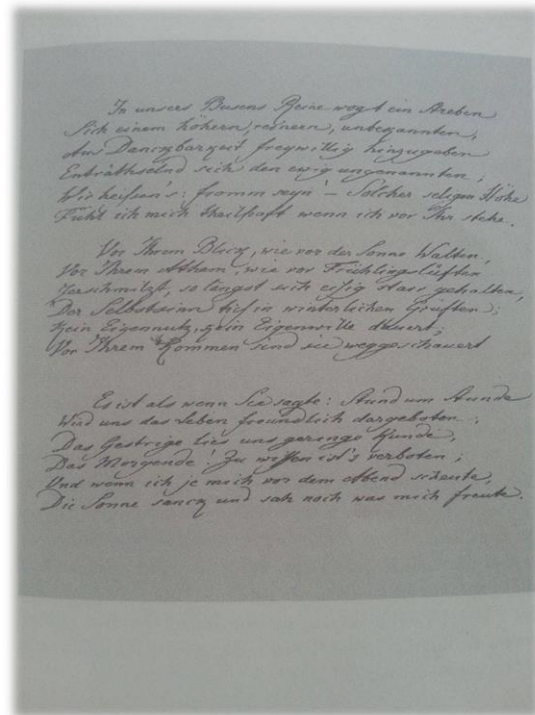 In unsers Busens Reine wogt ein Streben
Sich einem höhern, reinern, unbekannten,
Aus Danckbarkeit freywillig hinzugeben
Enträthselnd sich den ewig ungenannten;
Wir heißen's: fromm seyn! – Solcher seligen Höhe
Fühl ich mich theilhaft wenn ich vor Ihr stehe.
Vor Ihrem Blick, wie vor der Sonne Walten,
Vor Ihrem Athem, wie vor Frühlingslüften
Zerschmilzt, so längst sich eisig starr gehalten,
Der Selbstsinn tief in winterlichen Grüften;
Kein Eigennutz, kein Eigenwille dauert,
Vor Ihrem Kommen sind sie weggeschauert
Es ist als wenn Sie sagte: Stund um Stunde
Wird uns das Leben freundlich dargeboten,
Das Gestrige lies uns geringe Kunde,
Das Morgende! Zu wissen ist's verboten;
Und wenn ich je mich vor dem Abend scheute,
Die Sonne sanck und sah noch was mich freute.